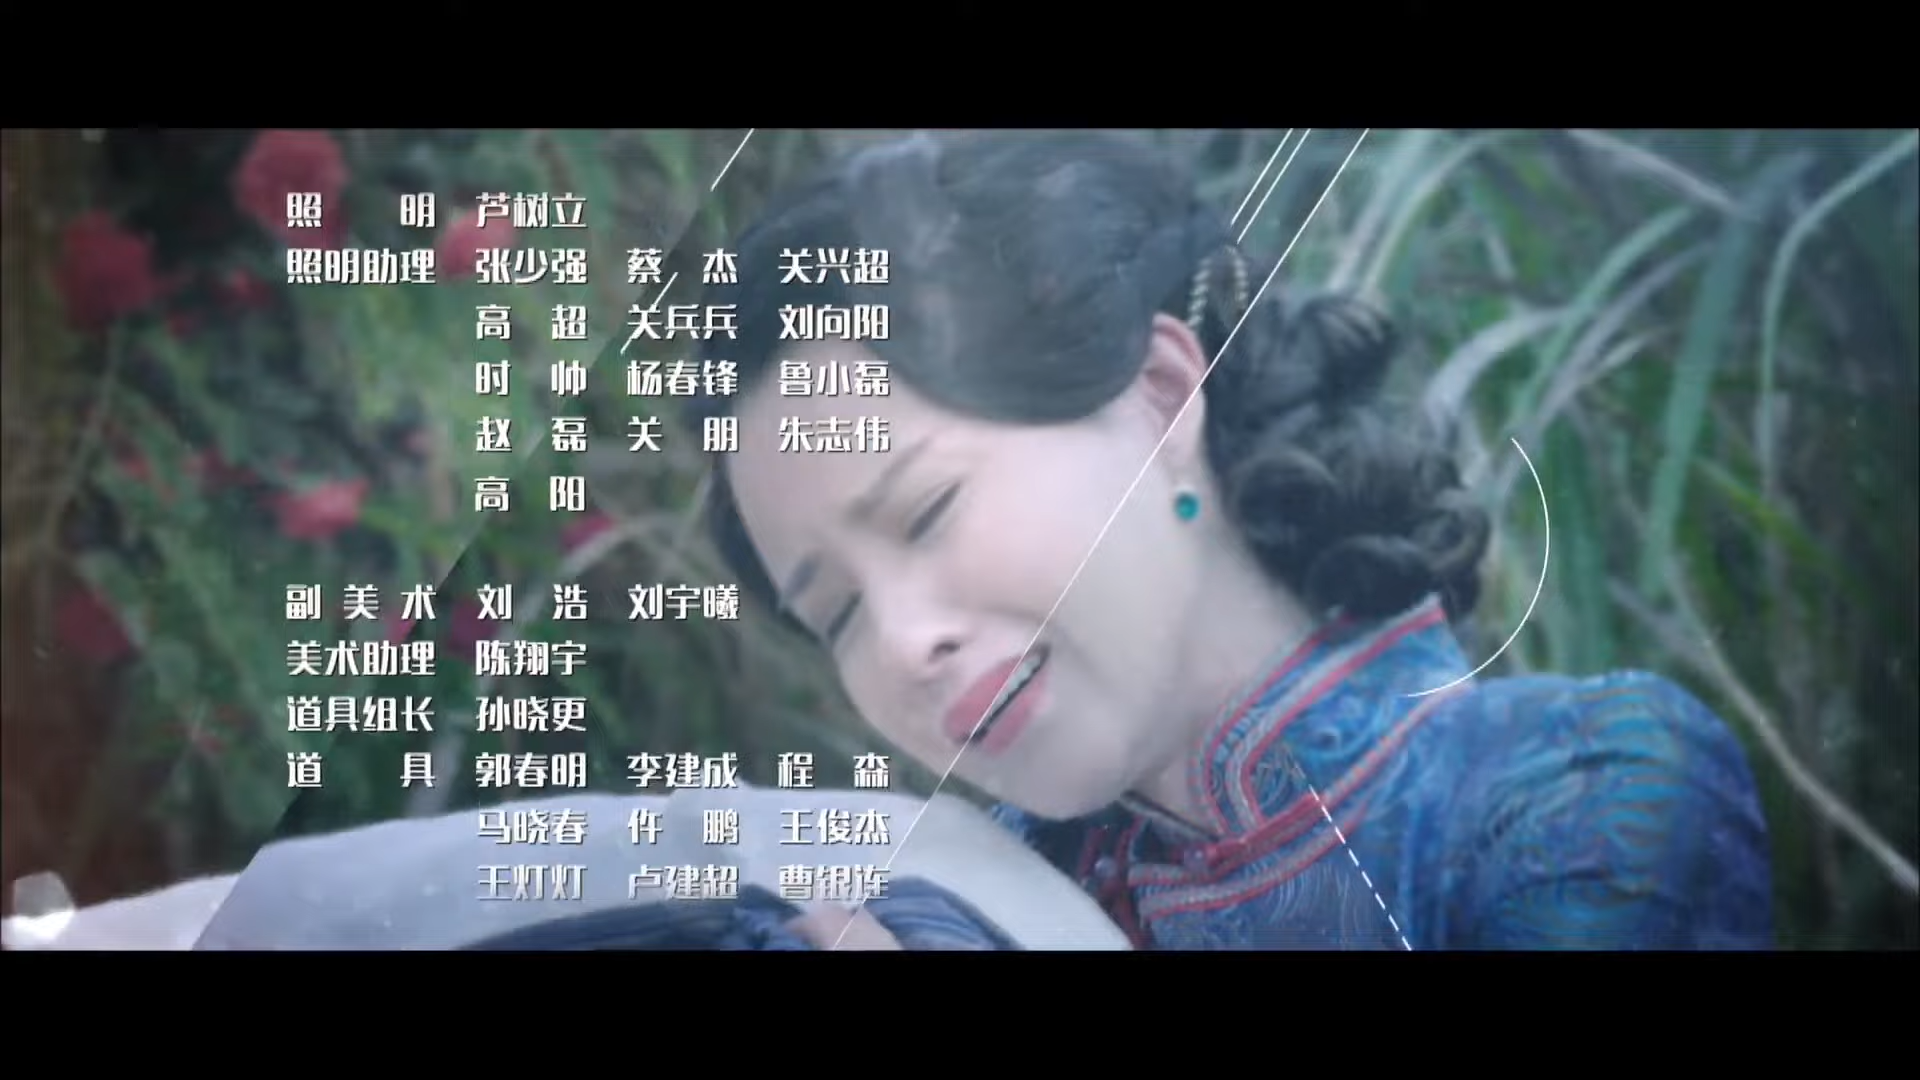 照明 芦树立
照明助理 张少强 蔡杰 关兴超
高超 关兵兵 刘向阳
时帅 杨春锋 鲁小磊
赵磊 关朋 朱志伟
高阳
副美术 刘浩 刘宇曦
美术助理 陈翔宇
道具组长 孙晓更
道具 郭春明 李建成 程森
马晓春 仵鹏 王俊杰
王灯灯 卢建超 曹银连